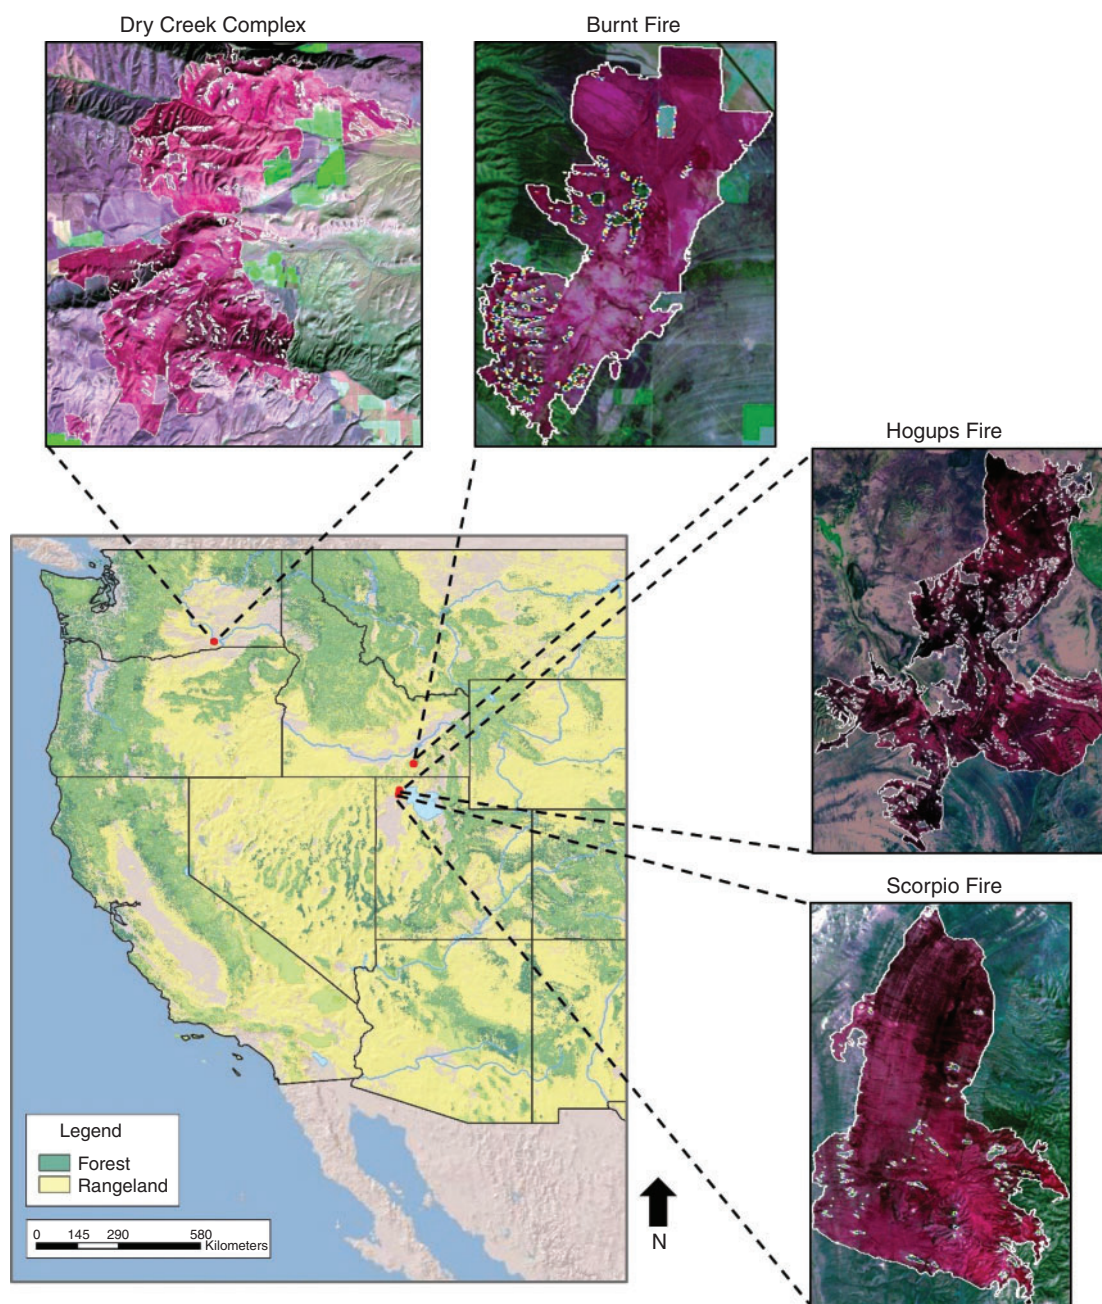 Dry Creek Complex
Burnt Fire
Hogups Fire
Scorpio Fire
Legend
Forest
Rangeland
0 145 290 580
Kilometers
N